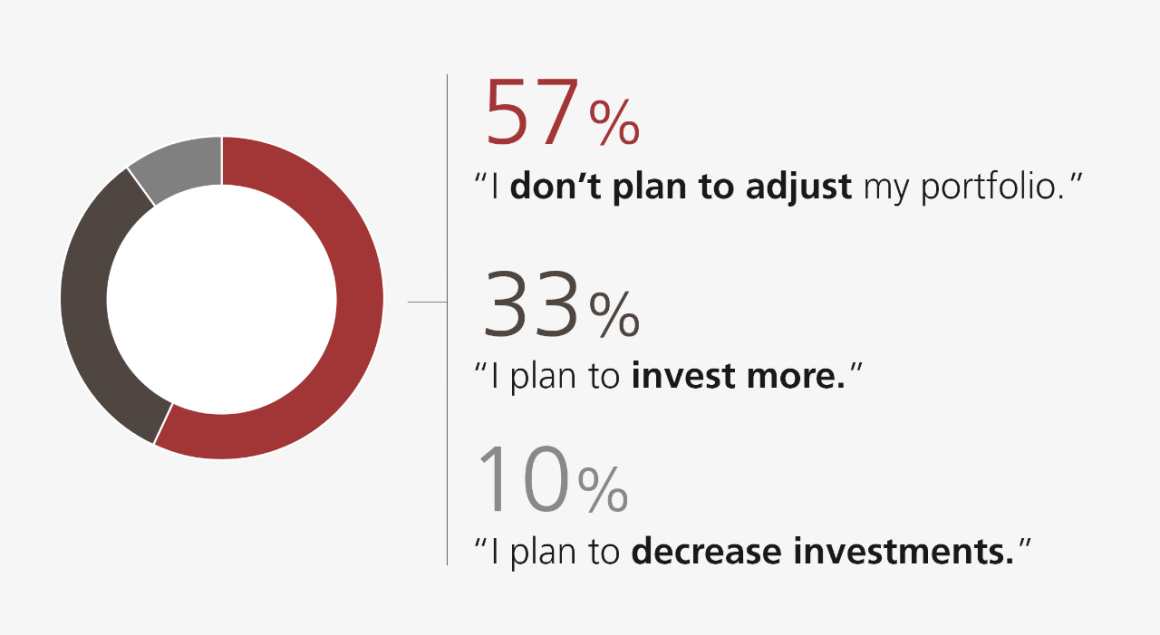 57%
“I don’t plan to adjust my portfolio.”
33%
“I plan to invest more.”
10%
“I plan to decrease investments.”